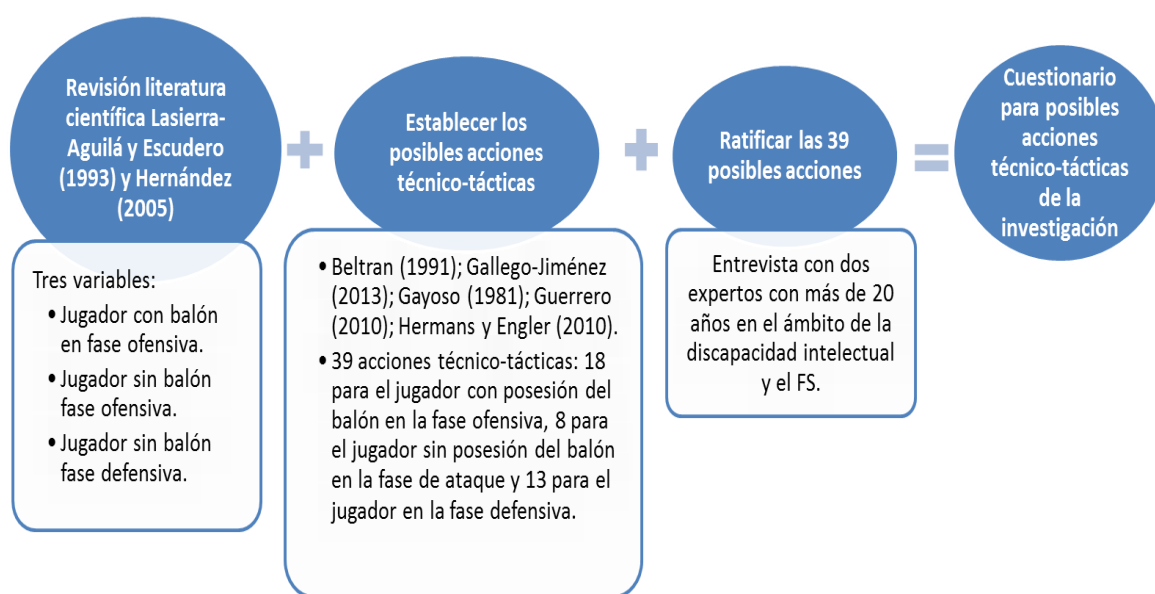 Revisión literatura
científica Lasierra-
Aguilá y Escudero
(1993) y Hernández
(2005)
Tres variables:
• Jugador con balón
en fase ofensiva.
• Jugador sin balón
fase ofensiva.
• Jugador sin balón
fase defensiva.
+
Establecer los
posibles acciones
técnico-tácticas
• Beltran (1991); Gallego-Jiménez
(2013); Gayoso (1981); Guerrero
(2010); Hermans y Engler (2010).
• 39 acciones técnico-tácticas: 18
para el jugador con posesión del
balón en la fase ofensiva, 8 para
el jugador sin posesión del balón
en la fase de ataque y 13 para el
jugador en la fase defensiva.
+
Ratificar las 39
posibles acciones
Entrevista con dos
expertos con más de 20
años en el ámbito de la
discapacidad intelectual
y el FS.
=
Cuestionario
para posibles
acciones
técnico-tácticas
de la
investigación